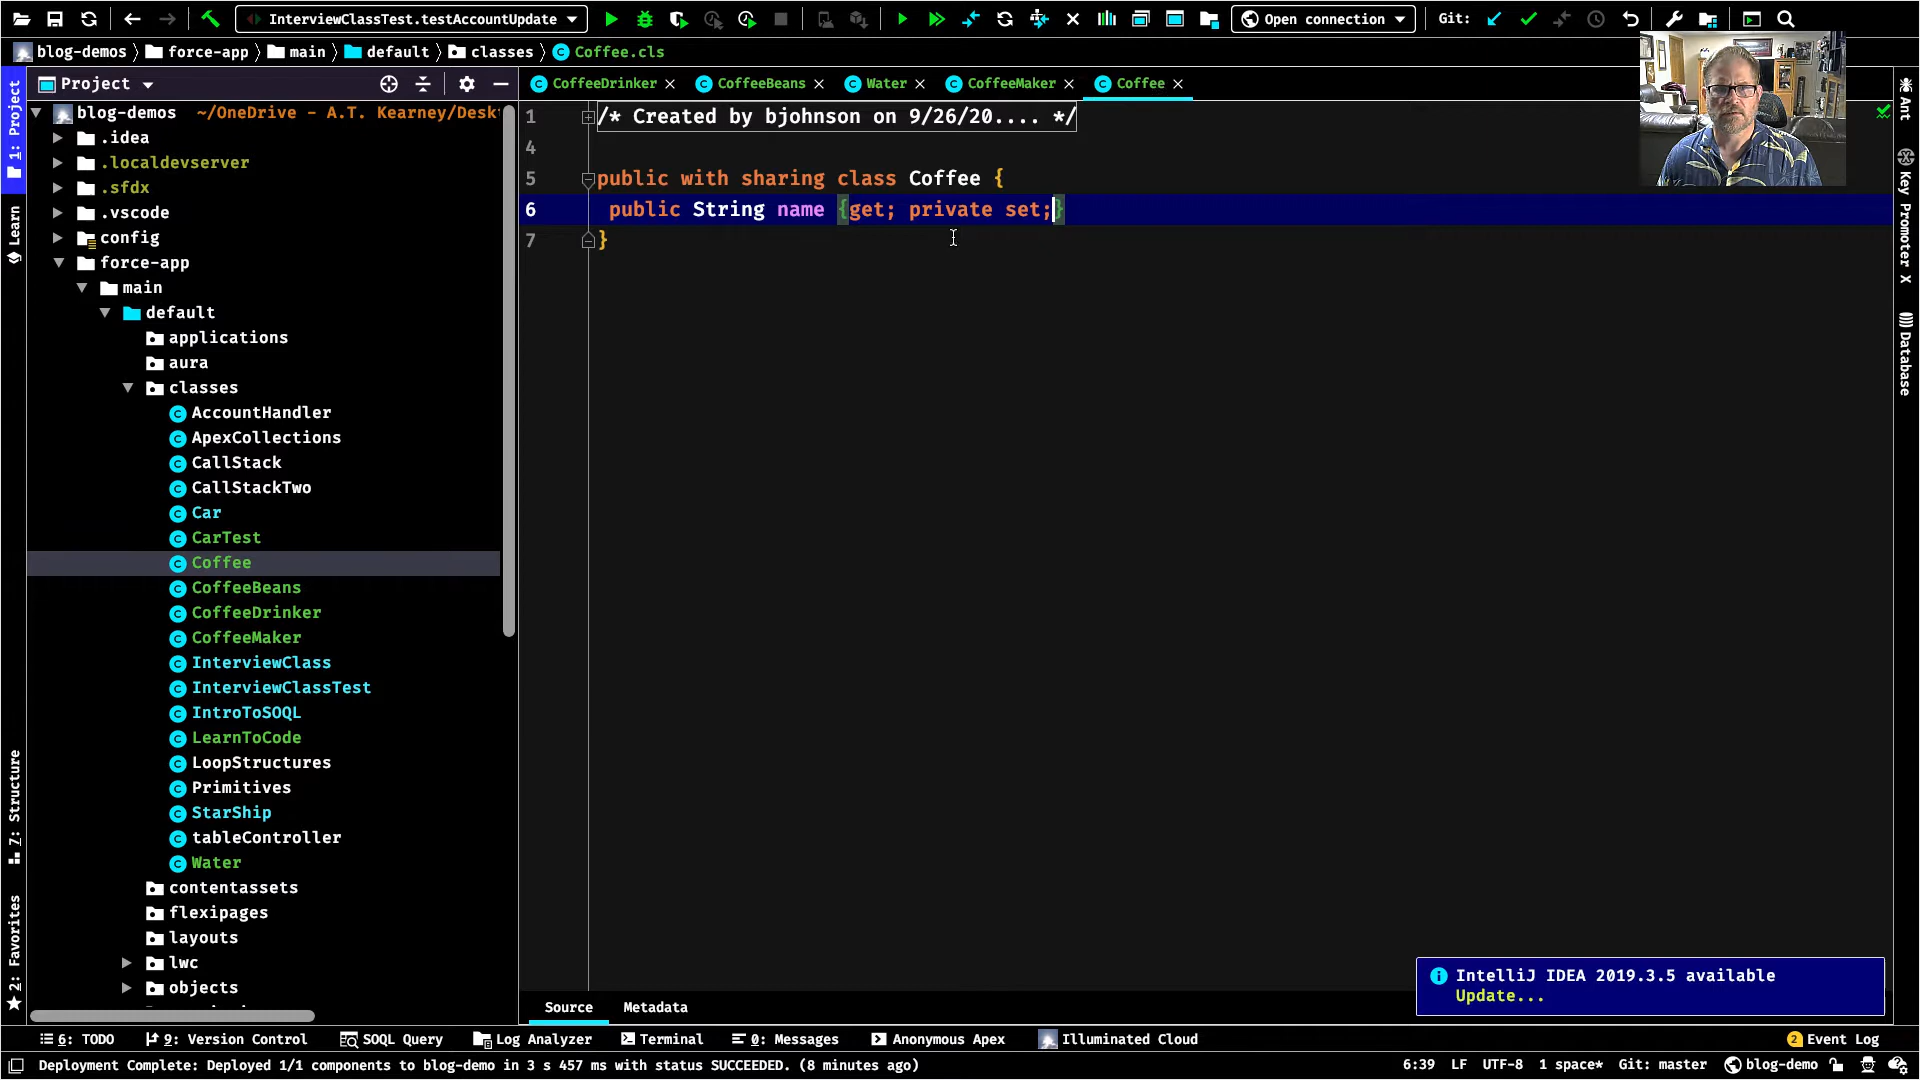 InterviewClassTest.testAccountUpdate
Open connection
Git:
blog-demos
force-app
main
default
classes
Coffee.cls
Project
CoffeeDrinker
CoffeeBeans
Water
CoffeeMaker
Coffee
1: Project
Learn
7: Structure
2: Favorites
blog-demos ~/OneDrive - A.T. Kearney/Desk
.idea
.localdevserver
.sfdx
.vscode
config
force-app
main
default
applications
aura
classes
AccountHandler
ApexCollections
CallStack
CallStackTwo
Car
CarTest
Coffee
CoffeeBeans
CoffeeDrinker
CoffeeMaker
InterviewClass
InterviewClassTest
IntroToSOQL
LearnToCode
LoopStructures
Primitives
StarShip
tableController
Water
contentassets
flexipages
layouts
lwc
objects
1 /* Created by bjohnson on 9/26/20.... */
4
5 public with sharing class Coffee {
6 public String name {get; private set;}
7 }
Ant
Key Promoter X
Database
IntelliJ IDEA 2019.3.5 available
Update...
Source
Metadata
6: TODO
9: Version Control
SOQL Query
Log Analyzer
Terminal
0: Messages
Anonymous Apex
Illuminated Cloud
2 Event Log
Deployment Complete: Deployed 1/1 components to blog-demo in 3 s 457 ms with status SUCCEEDED. (8 minutes ago)
6:39 LF UTF-8 1 space* Git: master blog-demo